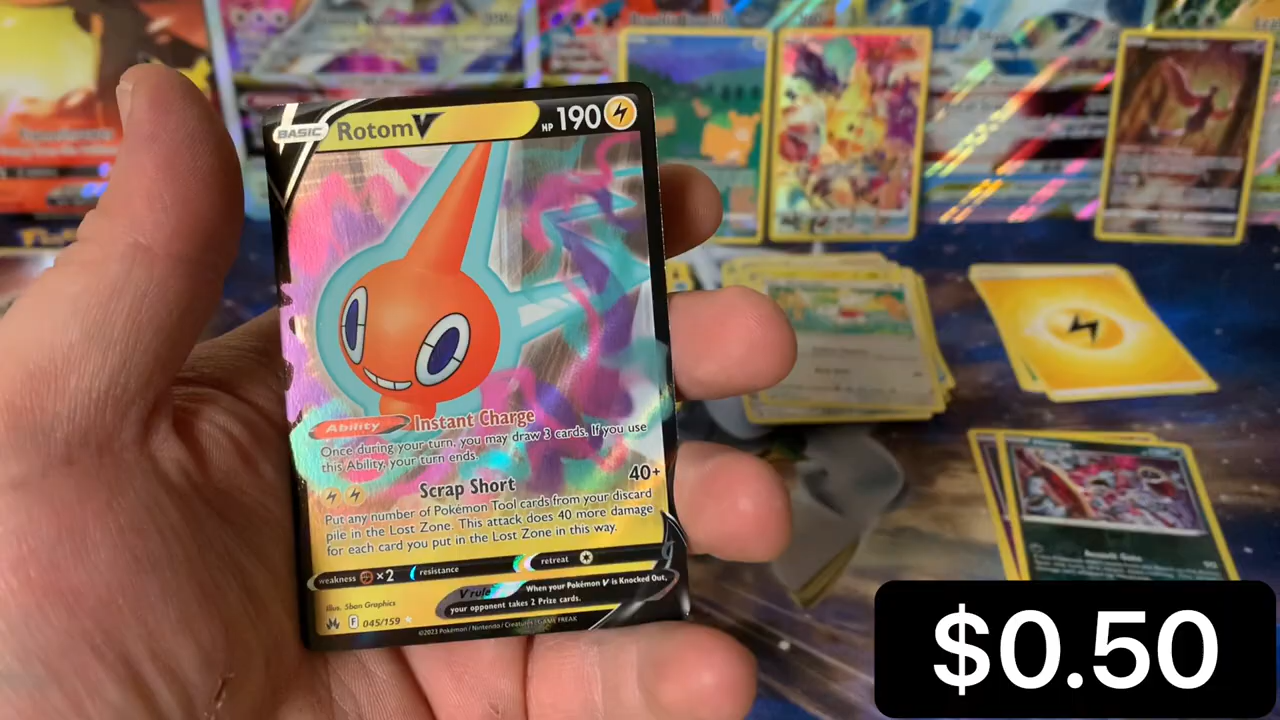 BASIC
Rotom V
HP 190
Ability Instant Charge
Once during your turn, you may draw 3 cards. If you use
this Ability, your turn ends.
Scrap Short 40+
Put any number of Pokémon Tool cards from your discard
pile in the Lost Zone. This attack does 40 more damage
for each card you put in the Lost Zone in this way.
weakness ×2 resistance retreat
V rule When your Pokémon V is Knocked Out,
your opponent takes 2 Prize cards.
Illus. 5ban Graphics
F 045/159
©2023 Pokémon / Nintendo / Creatures / GAME FREAK
$0.50